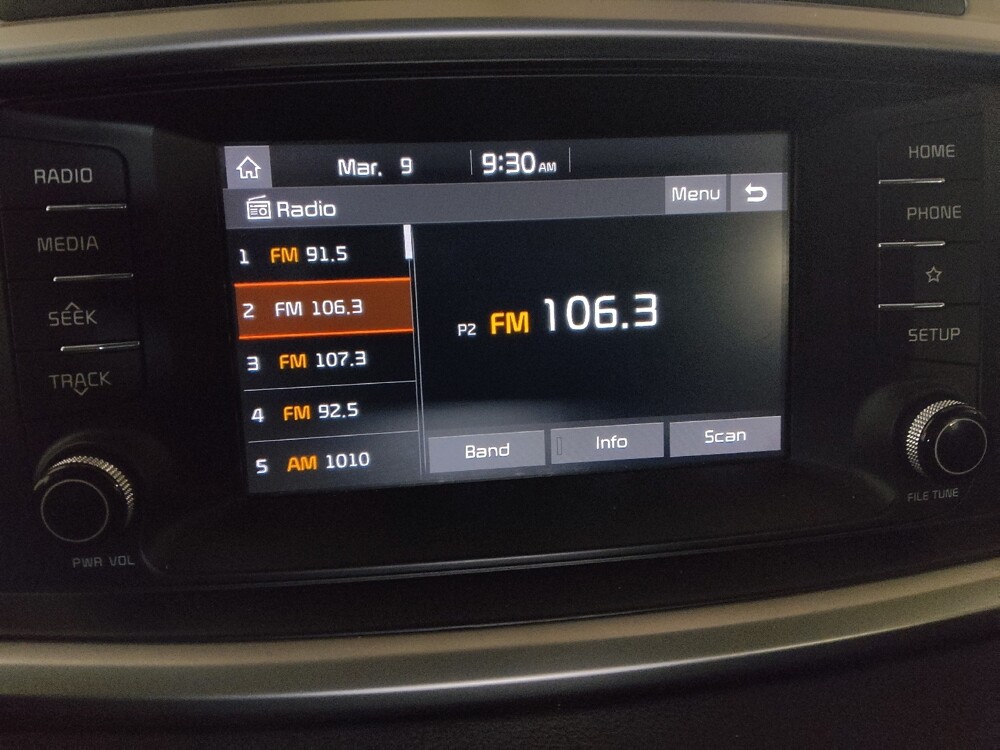 Mar. 9 9:30 AM
Radio Menu
1 FM 91.5
2 FM 106.3
3 FM 107.3
4 FM 92.5
5 AM 1010
P2 FM 106.3
Band Info Scan
RADIO
MEDIA
SEEK
TRACK
PWR VOL
HOME
PHONE
SETUP
FILE TUNE